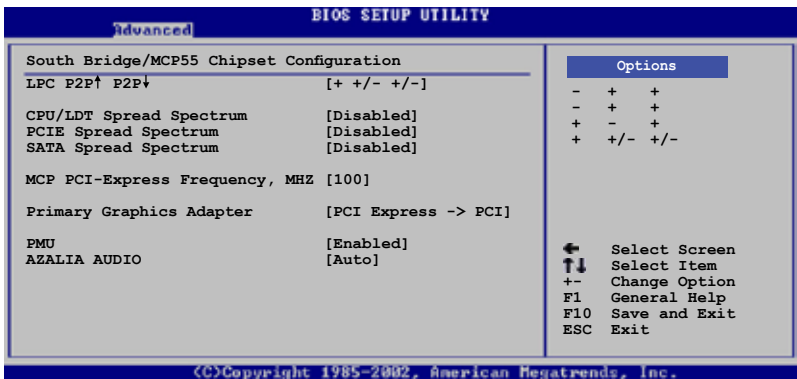 BIOS SETUP UTILITY
Advanced
South Bridge/MCP55 Chipset Configuration
LPC P2P↑ P2P↓ [+ +/- +/-]
CPU/LDT Spread Spectrum [Disabled]
PCIE Spread Spectrum [Disabled]
SATA Spread Spectrum [Disabled]
MCP PCI-Express Frequency, MHZ [100]
Primary Graphics Adapter [PCI Express -> PCI]
PMU [Enabled]
AZALIA AUDIO [Auto]
Options
- + +
- + +
+ - +
+ +/- +/-
← Select Screen
↑↓ Select Item
+- Change Option
F1 General Help
F10 Save and Exit
ESC Exit
(C)Copyright 1985-2002, American Megatrends, Inc.